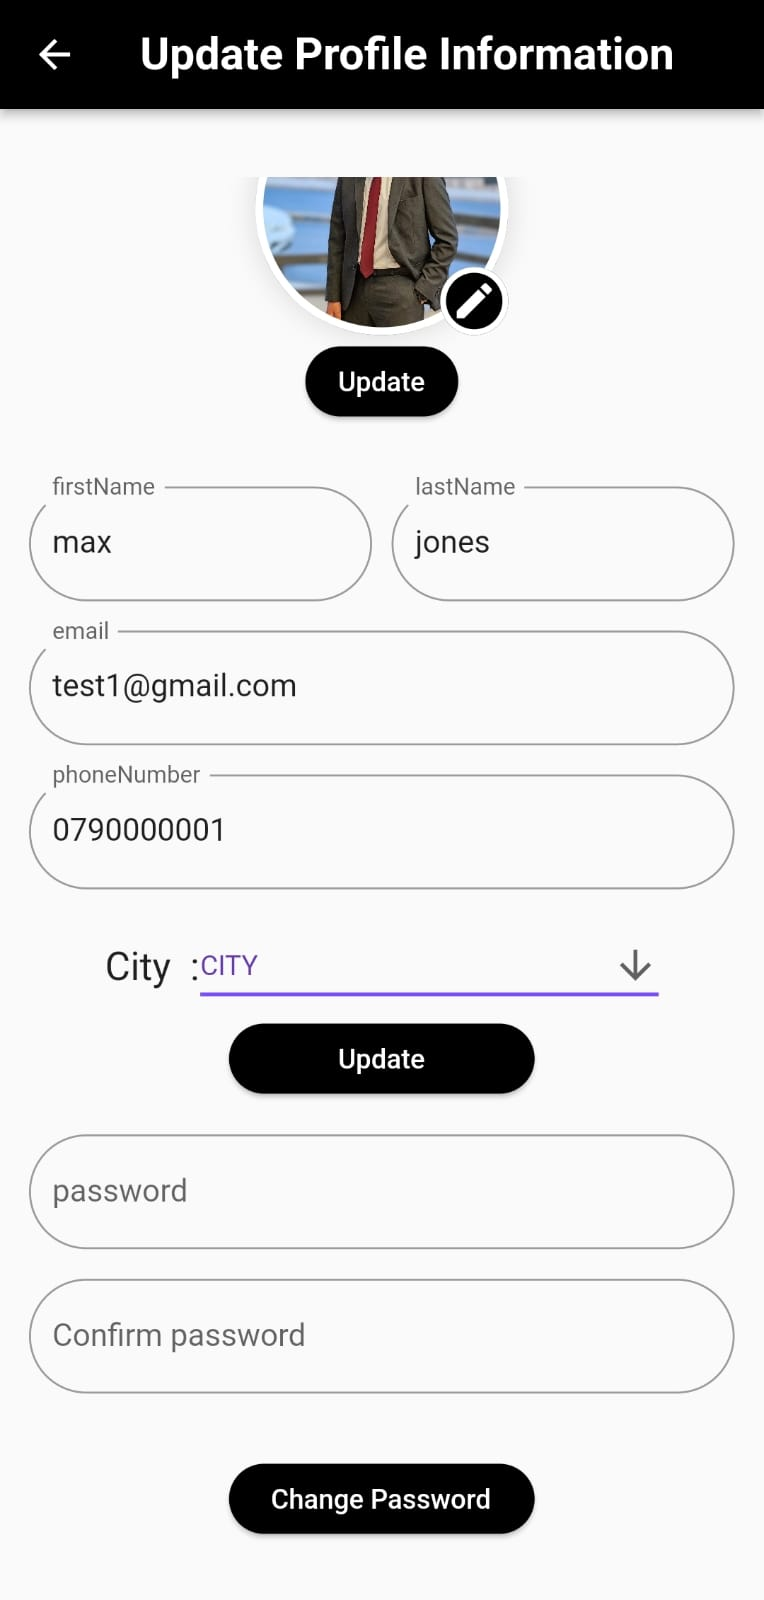 Update Profile Information
Update
firstName
lastName
max
jones
email
test1@gmail.com
phoneNumber
0790000001
City :CITY
Update
password
Confirm password
Change Password